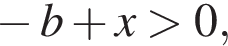 − b + x > 0,